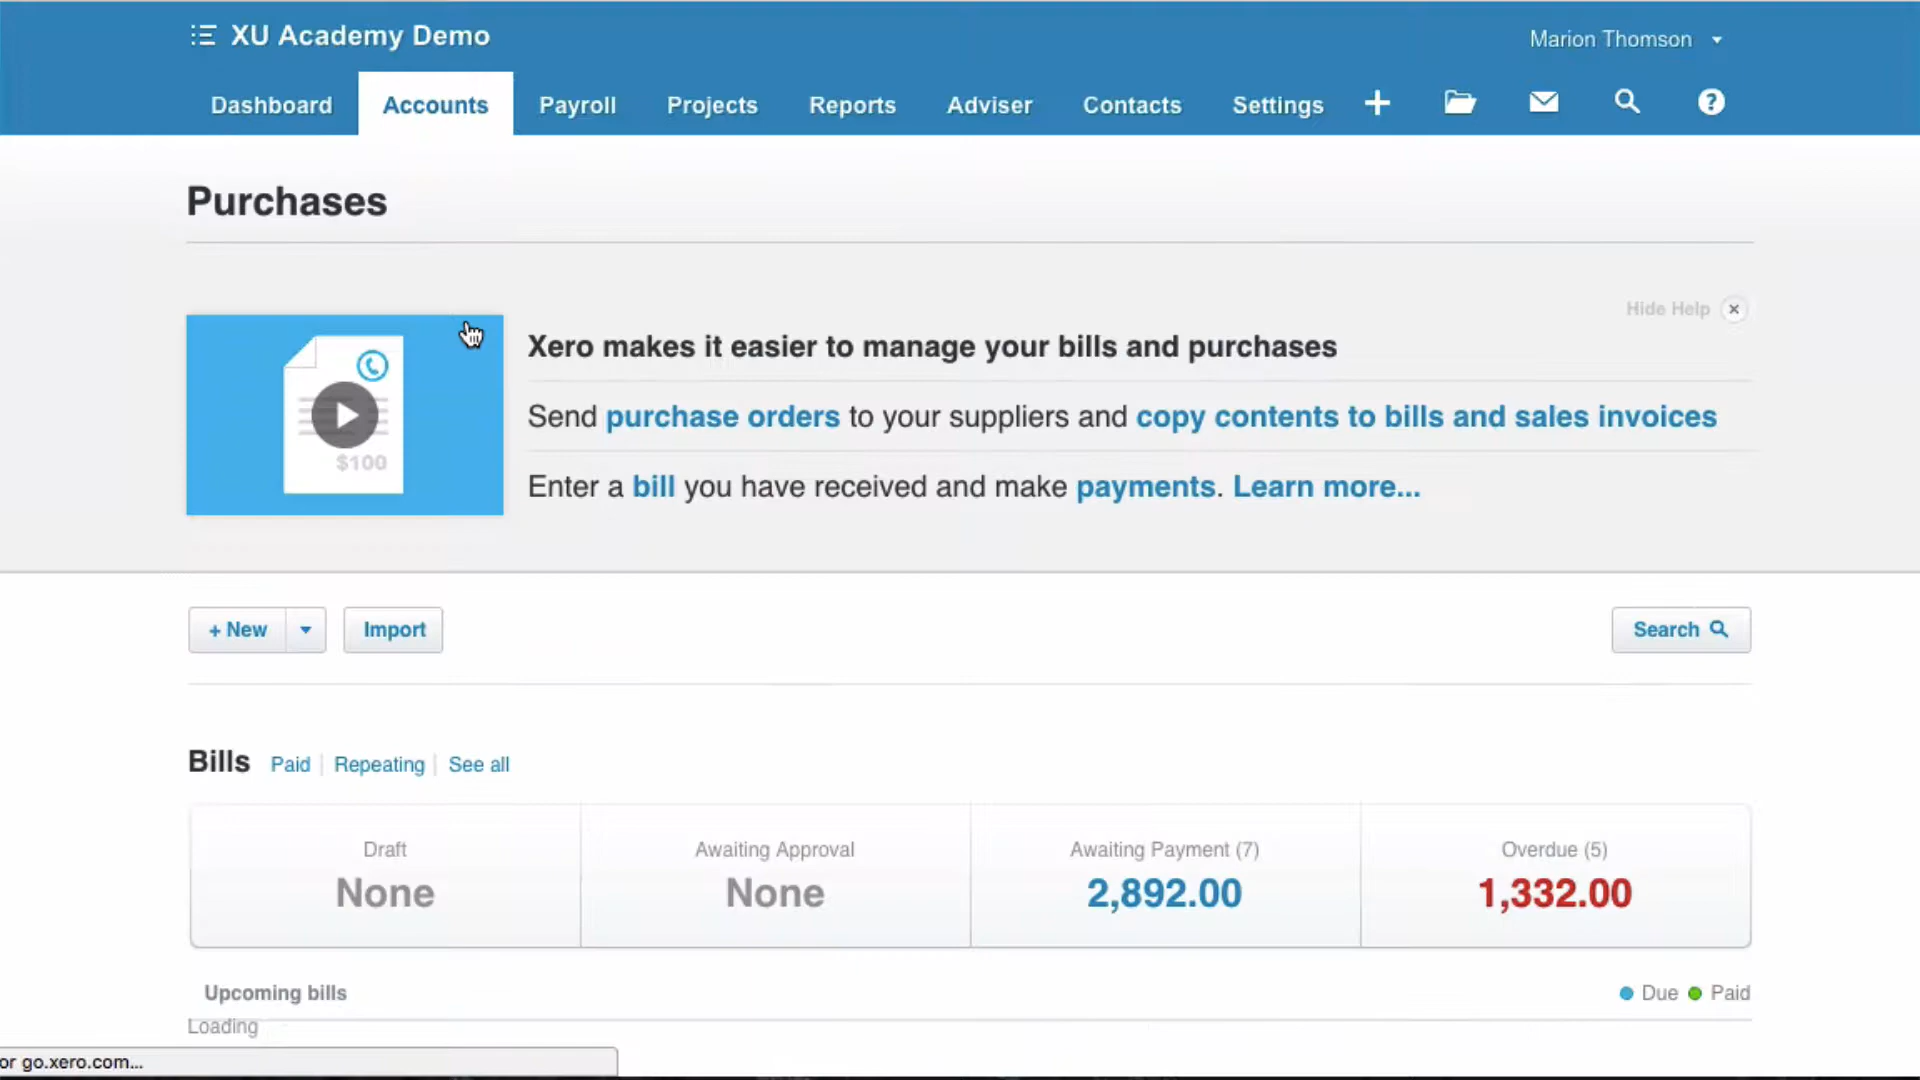 XU Academy Demo
Marion Thomson
Dashboard Accounts Payroll Projects Reports Adviser Contacts Settings + ?
Purchases
Hide Help ×
$100
Xero makes it easier to manage your bills and purchases
Send purchase orders to your suppliers and copy contents to bills and sales invoices
Enter a bill you have received and make payments. Learn more...
+ New Import Search
Bills Paid Repeating See all
Draft Awaiting Approval Awaiting Payment (7) Overdue (5)
None None 2,892.00 1,332.00
Upcoming bills Due Paid
Loading
or go.xero.com...